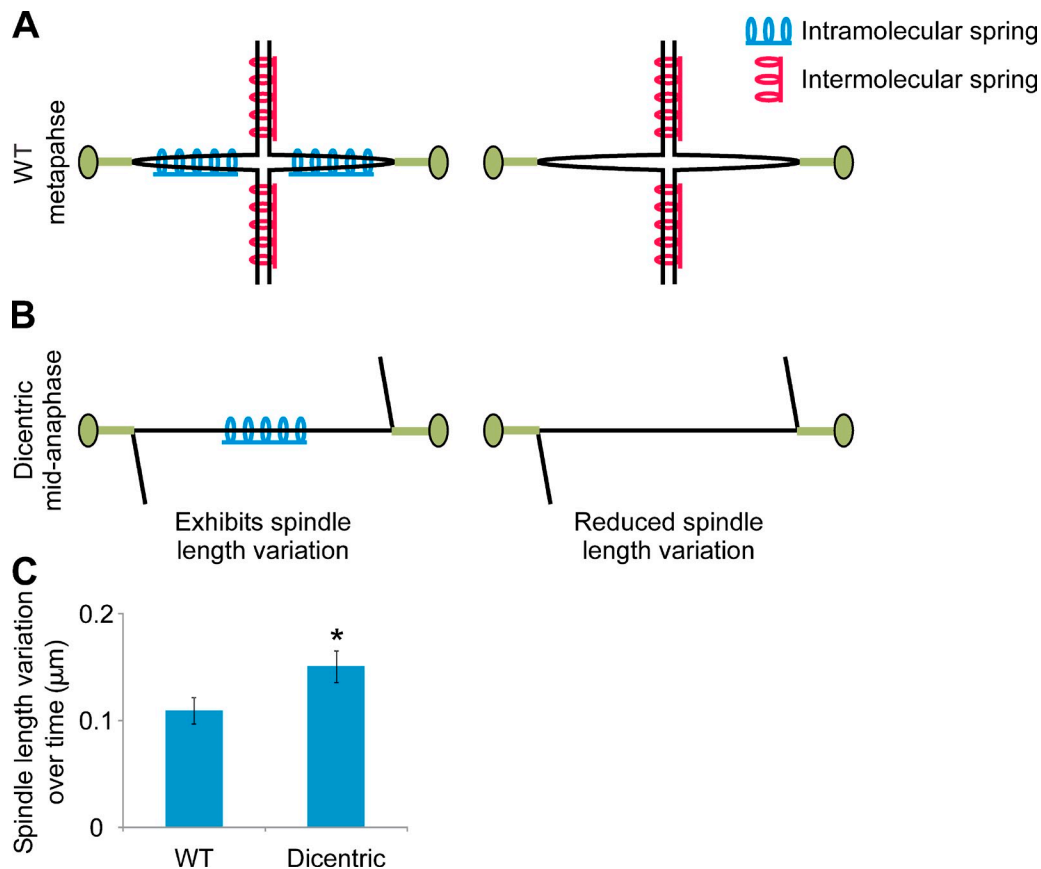 A
Intramolecular spring
Intermolecular spring
WT
metapahse
B
Dicentric
mid-anaphase
Exhibits spindle
length variation
Reduced spindle
length variation
C
Spindle length variation
over time (μm)
0.2
0.1
0
*
WT
Dicentric